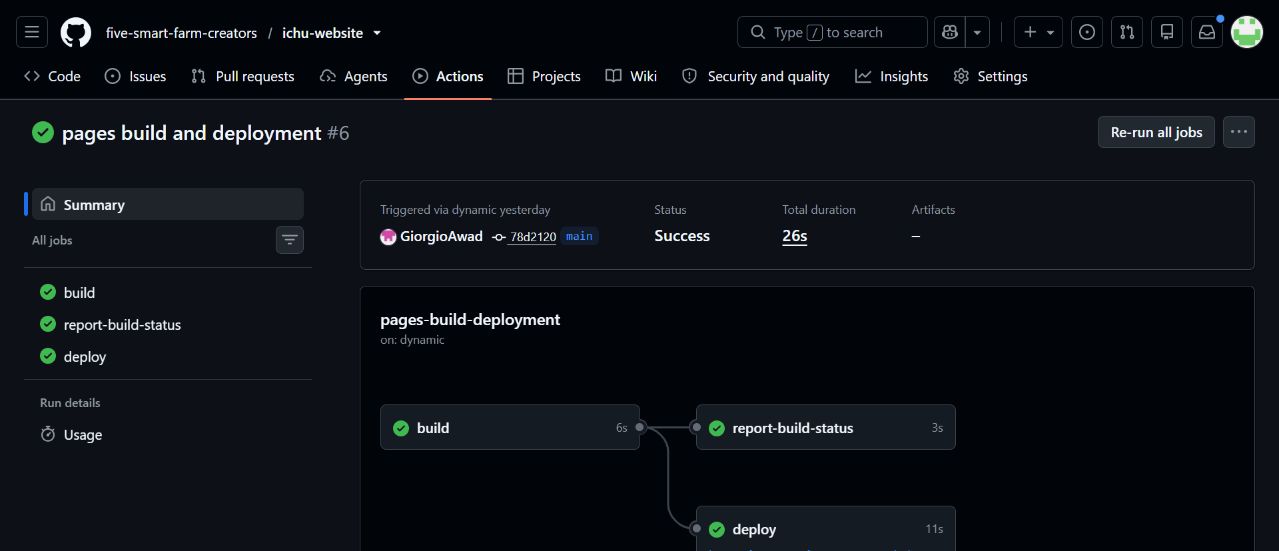 five-smart-farm-creators / ichu-website
Type / to search
Code Issues Pull requests Agents Actions Projects Wiki Security and quality Insights Settings
pages build and deployment #6
Re-run all jobs
Summary
All jobs
build
report-build-status
deploy
Run details
Usage
Triggered via dynamic yesterday
GiorgioAwad 78d2120 main
Status
Success
Total duration
26s
Artifacts
–
pages-build-deployment
on: dynamic
build 6s
report-build-status 3s
deploy 11s